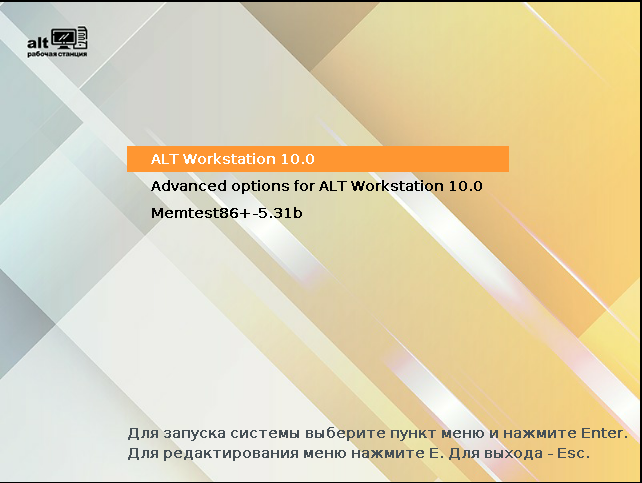 alt
рабочая станция
ALT Workstation 10.0
Advanced options for ALT Workstation 10.0
Memtest86+-5.31b
Для запуска системы выберите пункт меню и нажмите Enter.
Для редактирования меню нажмите E. Для выхода - Esc.